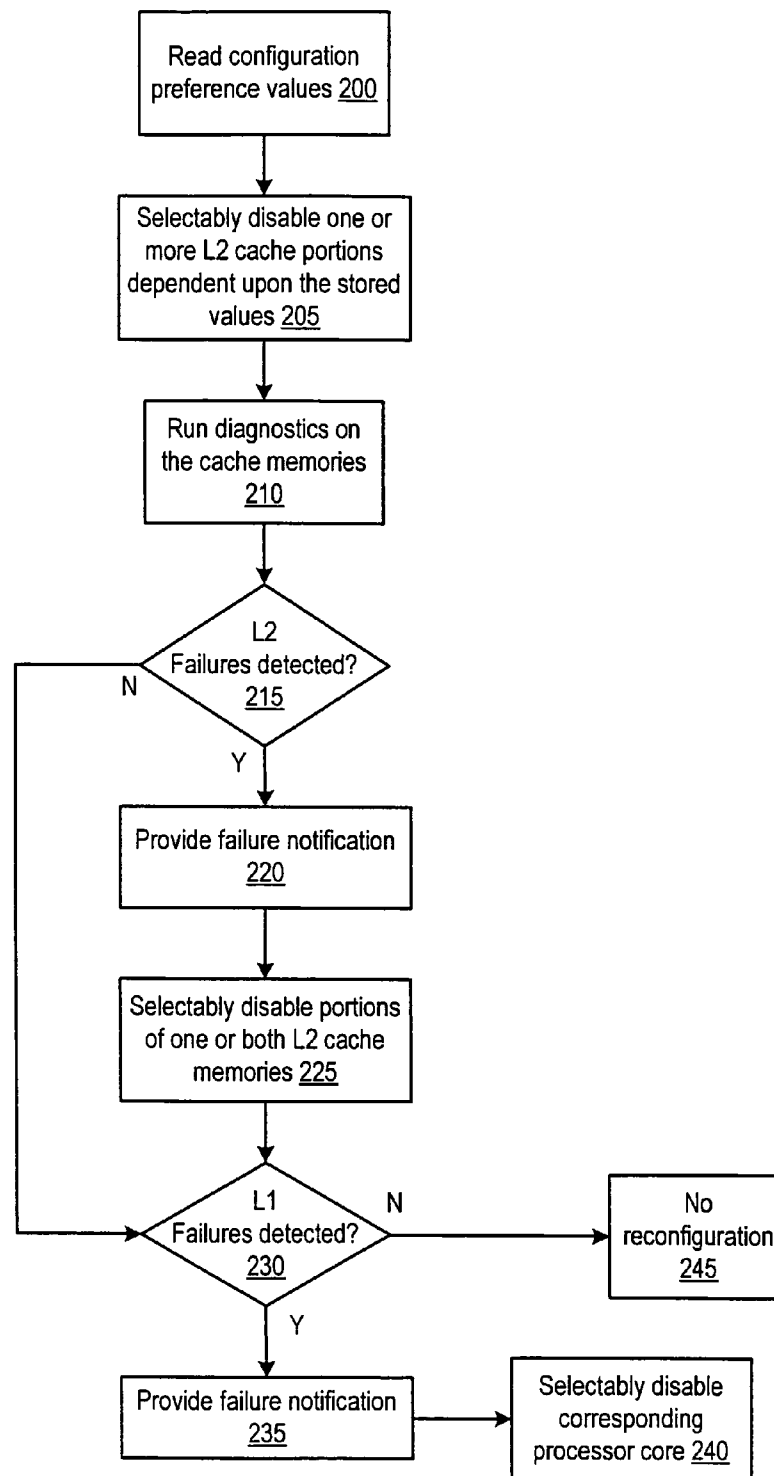 Read configuration
preference values 200
Selectably disable one or
more L2 cache portions
dependent upon the stored
values 205
Run diagnostics on
the cache memories
210
L2
Failures detected?
215
N
Y
Provide failure notification
220
Selectably disable portions
of one or both L2 cache
memories 225
L1
Failures detected?
230
N
Y
No
reconfiguration
245
Provide failure notification
235
Selectably disable
corresponding
processor core 240